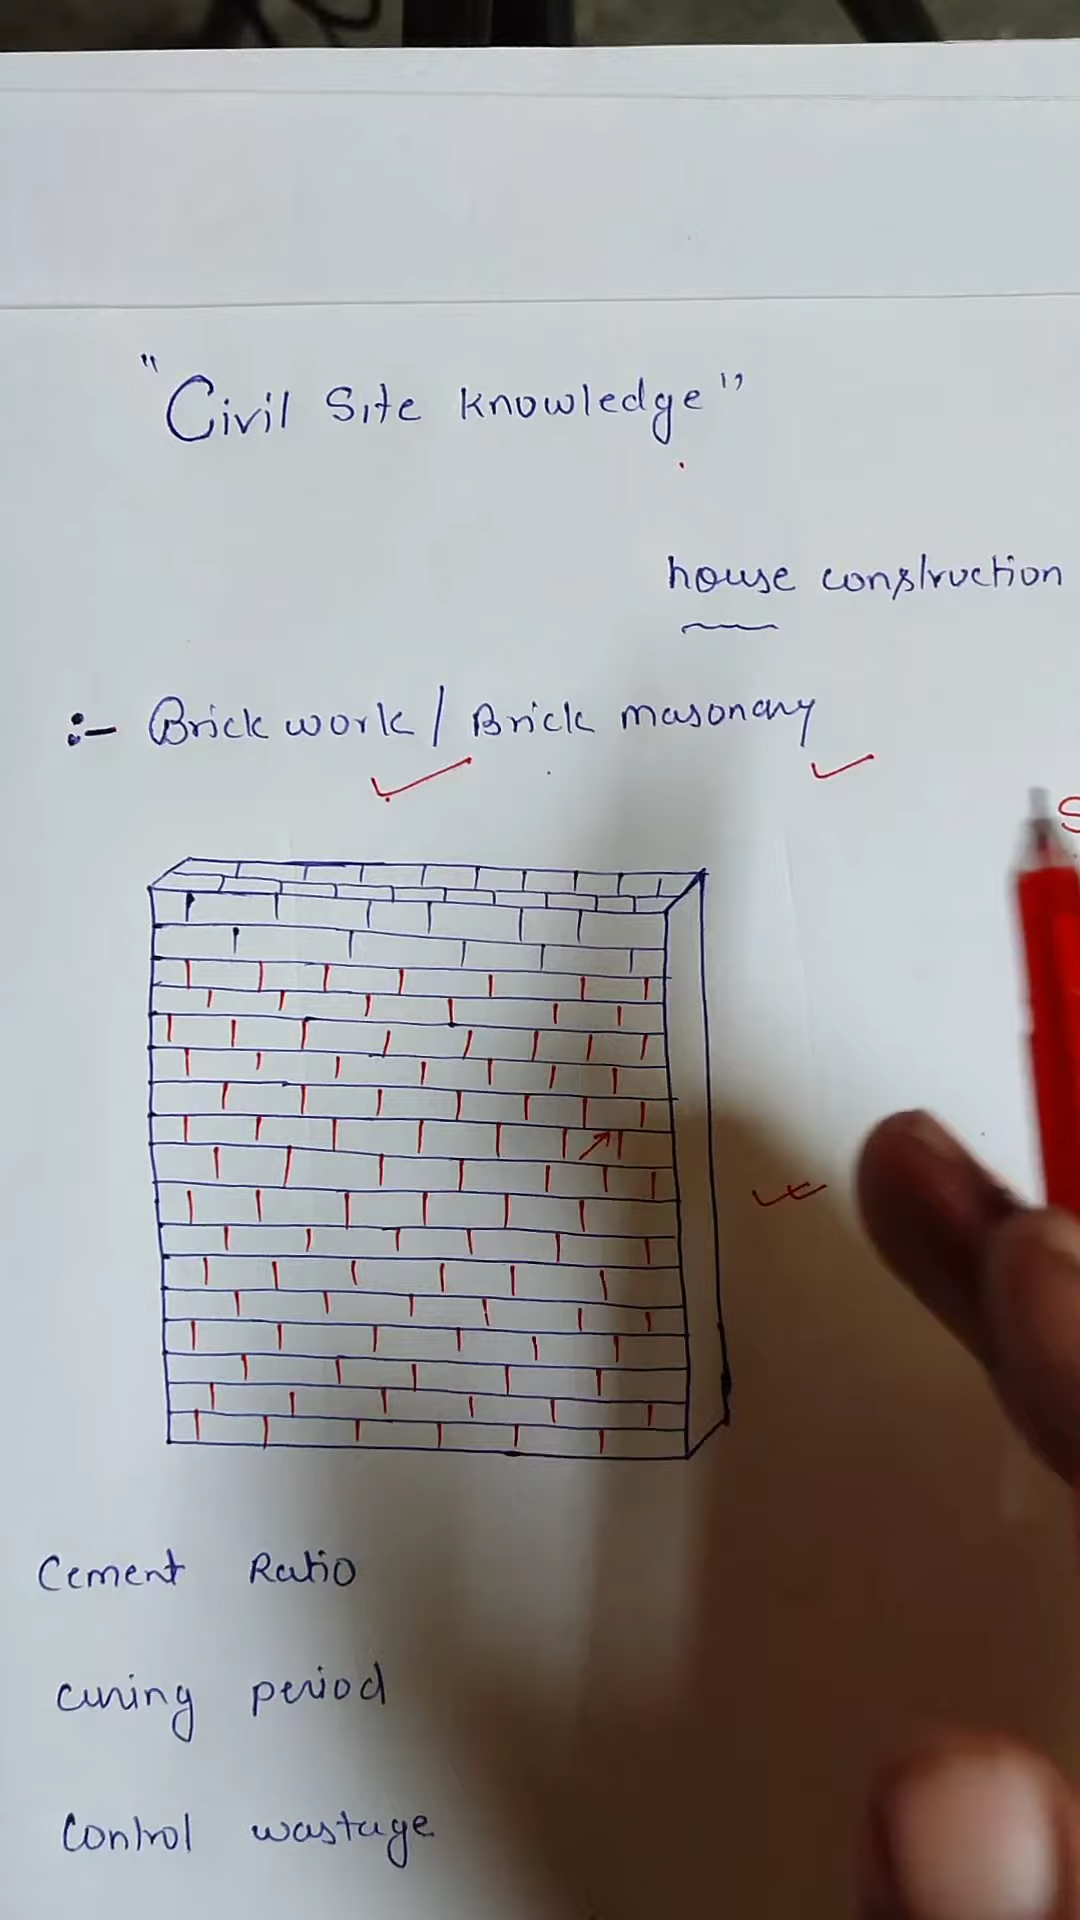 "Civil Site knowledge"
house construction
:- Brick work / Brick masonary
S
Cement Ratio
curing period
Control wastage